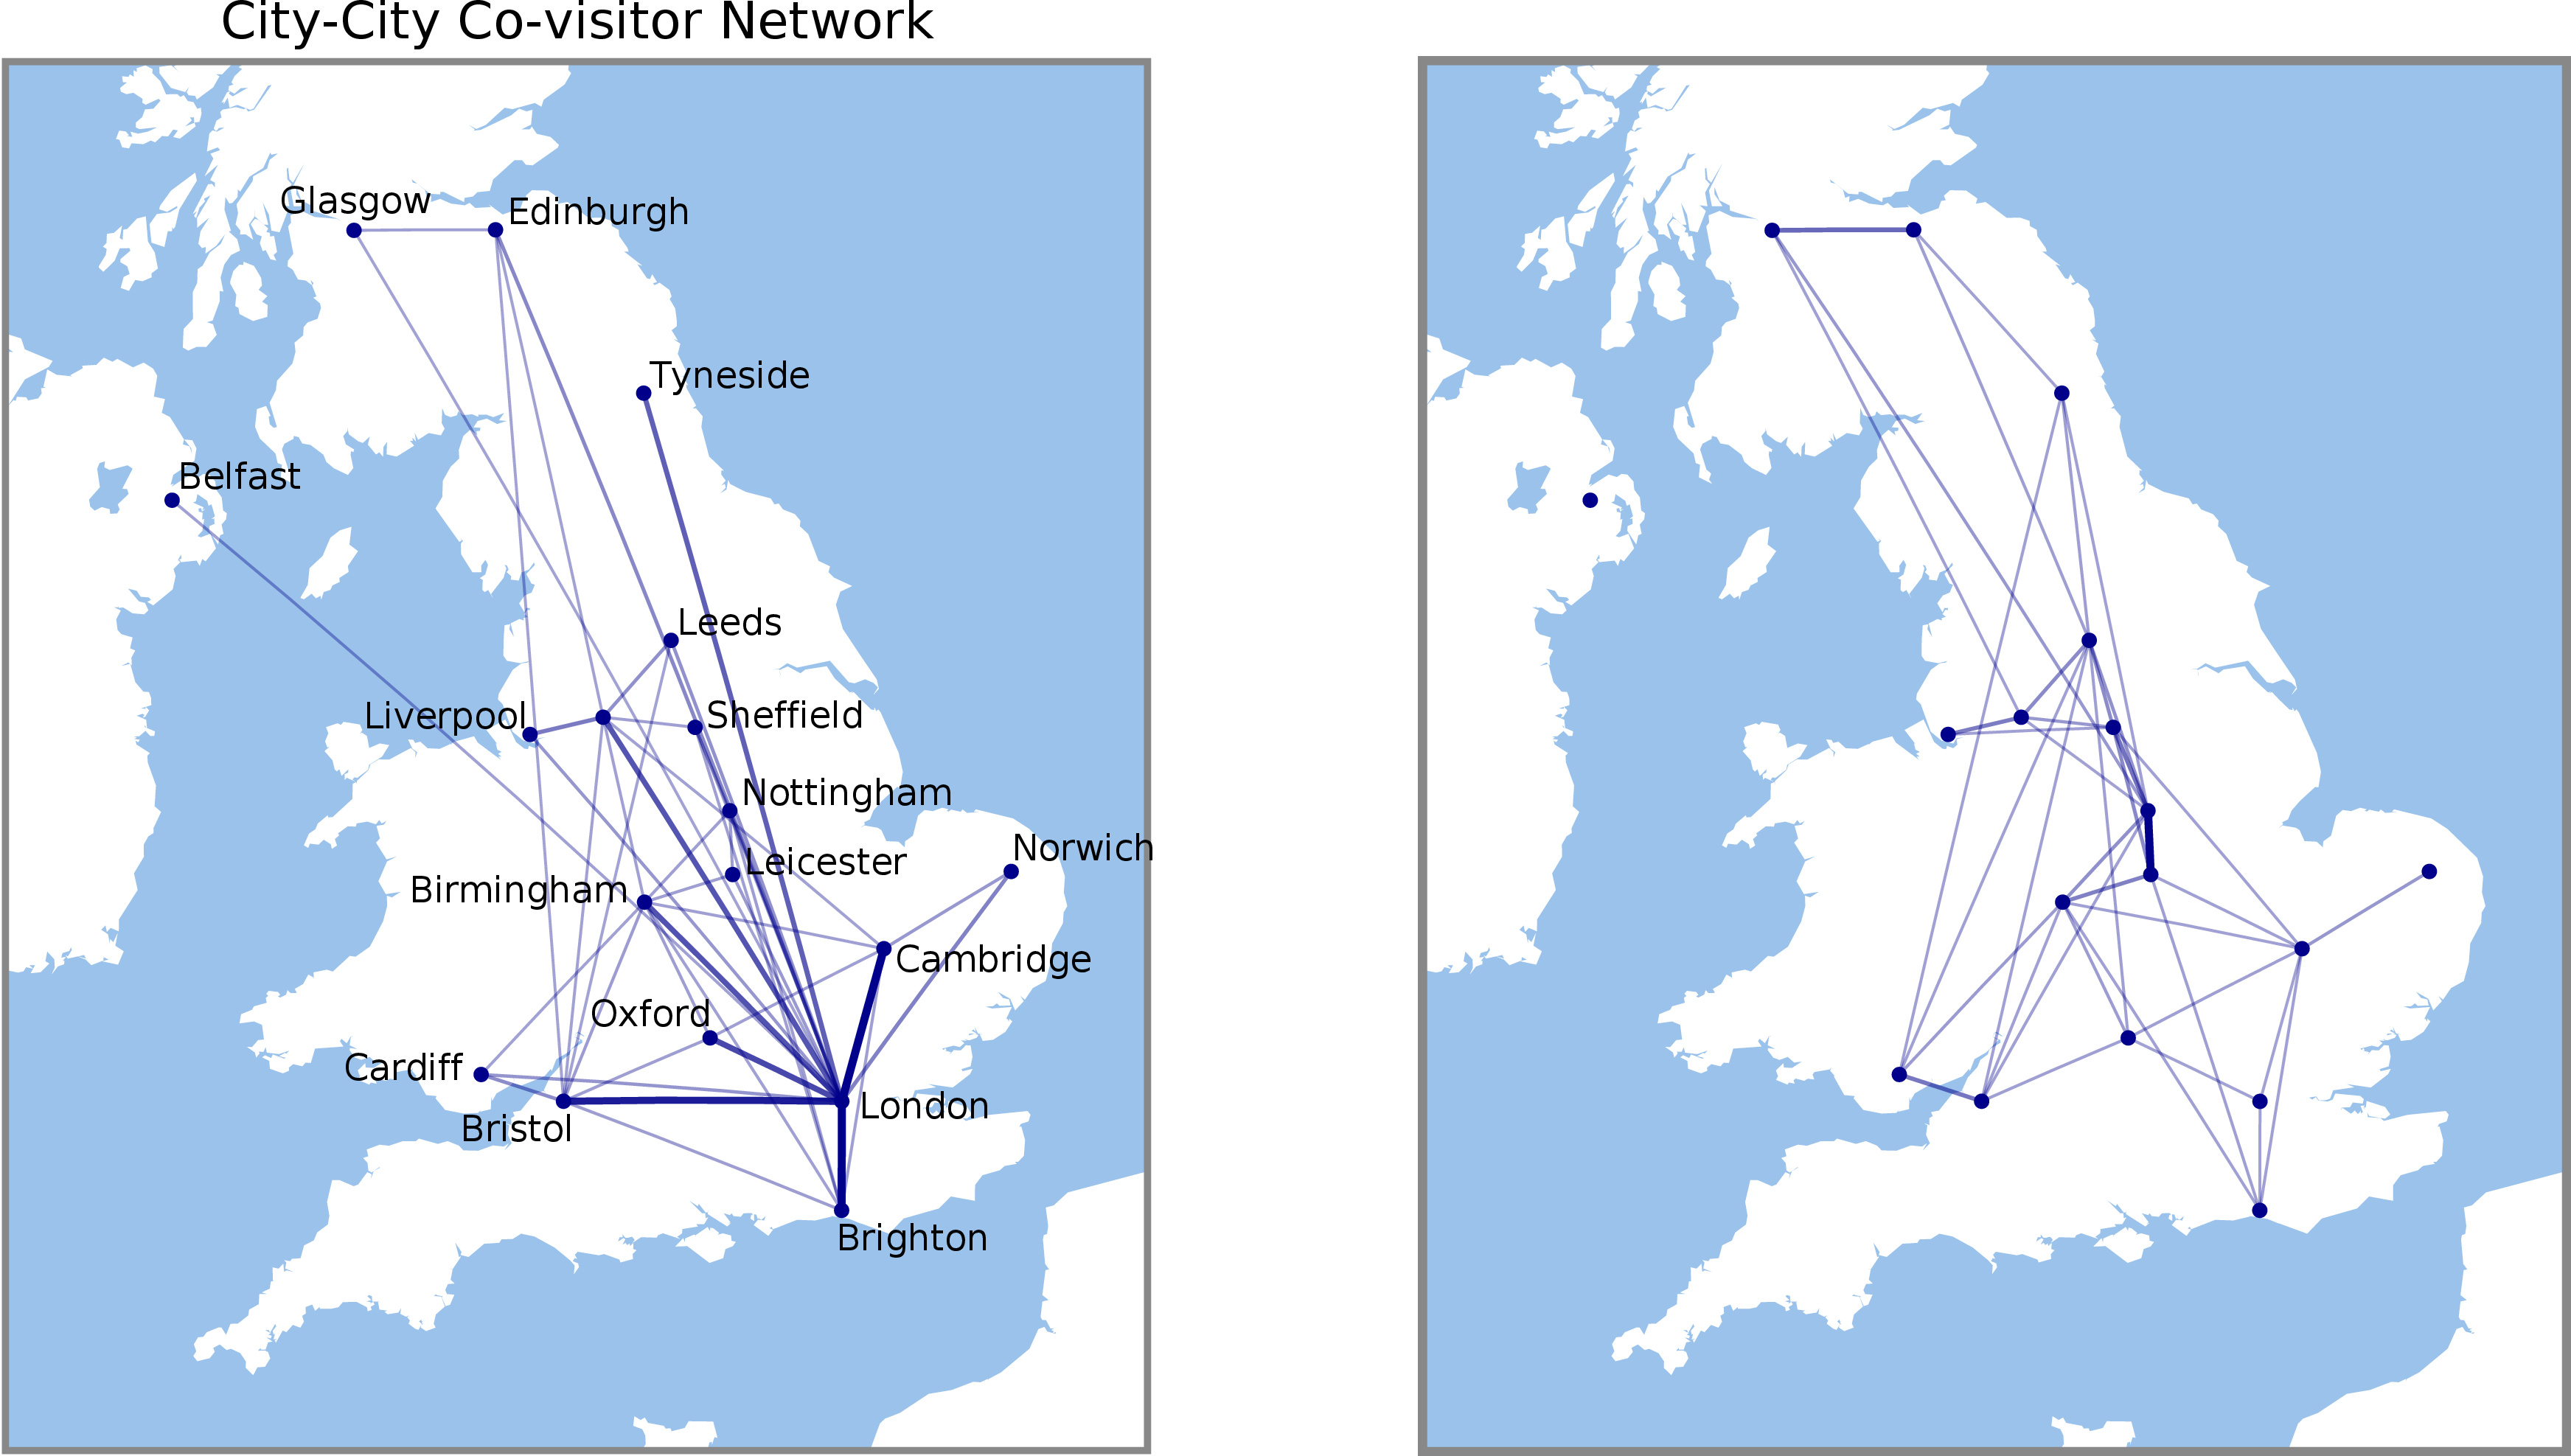 City-City Co-visitor Network
Glasgow
Edinburgh
Tyneside
Belfast
Leeds
Liverpool
Sheffield
Nottingham
Norwich
Leicester
Birmingham
Cambridge
Oxford
Cardiff
London
Bristol
Brighton